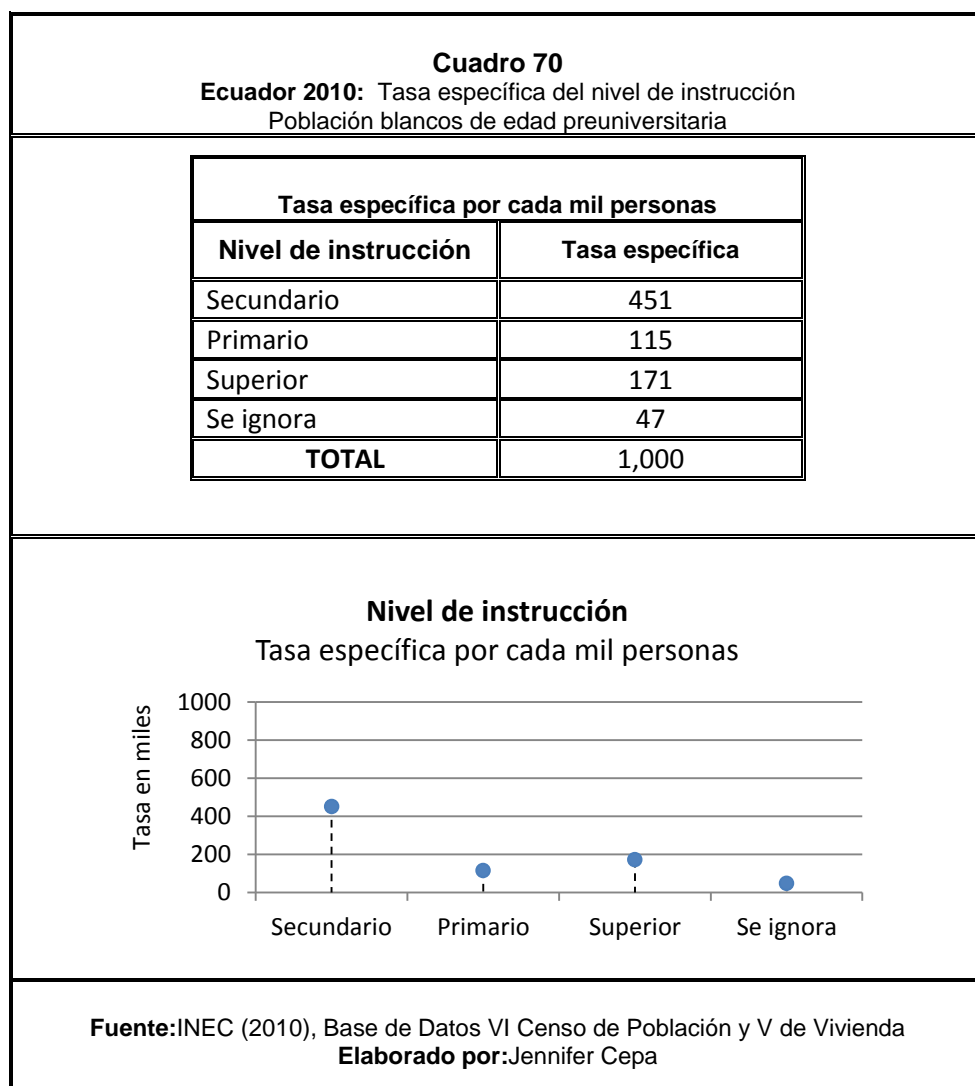 Cuadro 70
Ecuador 2010: Tasa específica del nivel de instrucción
Población blancos de edad preuniversitaria
Tasa específica por cada mil personas
Nivel de instrucción Tasa específica
Secundario 451
Primario 115
Superior 171
Se ignora 47
TOTAL 1,000
Nivel de instrucción
Tasa específica por cada mil personas
Tasa en miles
1000
800
600
400
200
0
Secundario Primario Superior Se ignora
Fuente:INEC (2010), Base de Datos VI Censo de Población y V de Vivienda
Elaborado por:Jennifer Cepa